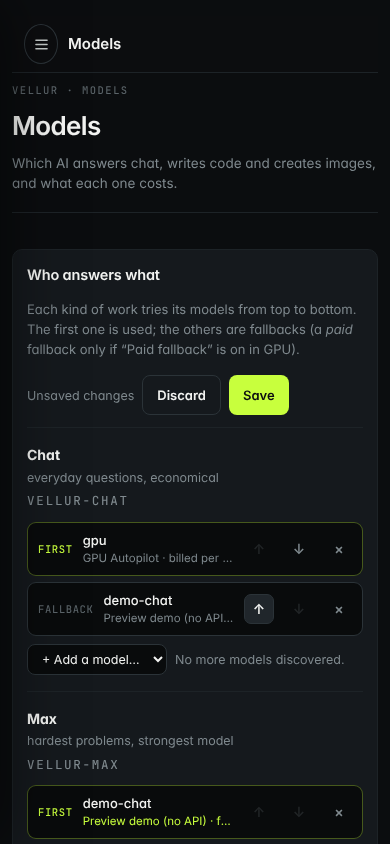 Models
VELLUR · MODELS
Models
Which AI answers chat, writes code and creates images,
and what each one costs.
Who answers what
Each kind of work tries its models from top to bottom.
The first one is used; the others are fallbacks (a paid
fallback only if “Paid fallback” is on in GPU).
Unsaved changes Discard Save
Chat
everyday questions, economical
VELLUR-CHAT
FIRST gpu ↑ ↓ ×
GPU Autopilot · billed per ...
FALLBACK demo-chat ↑ ↓ ×
Preview demo (no API...
+ Add a model... No more models discovered.
Max
hardest problems, strongest model
VELLUR-MAX
FIRST demo-chat ↑ ↓ ×
Preview demo (no API) · f...